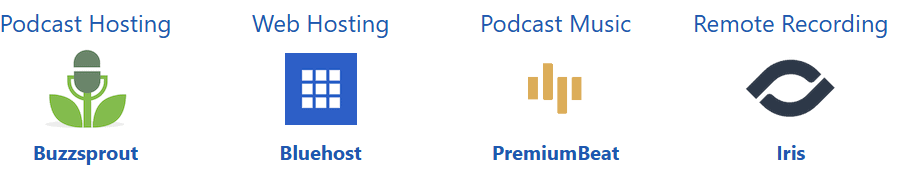 Podcast Hosting
Web Hosting
Podcast Music
Remote Recording
Buzzsprout
Bluehost
PremiumBeat
Iris